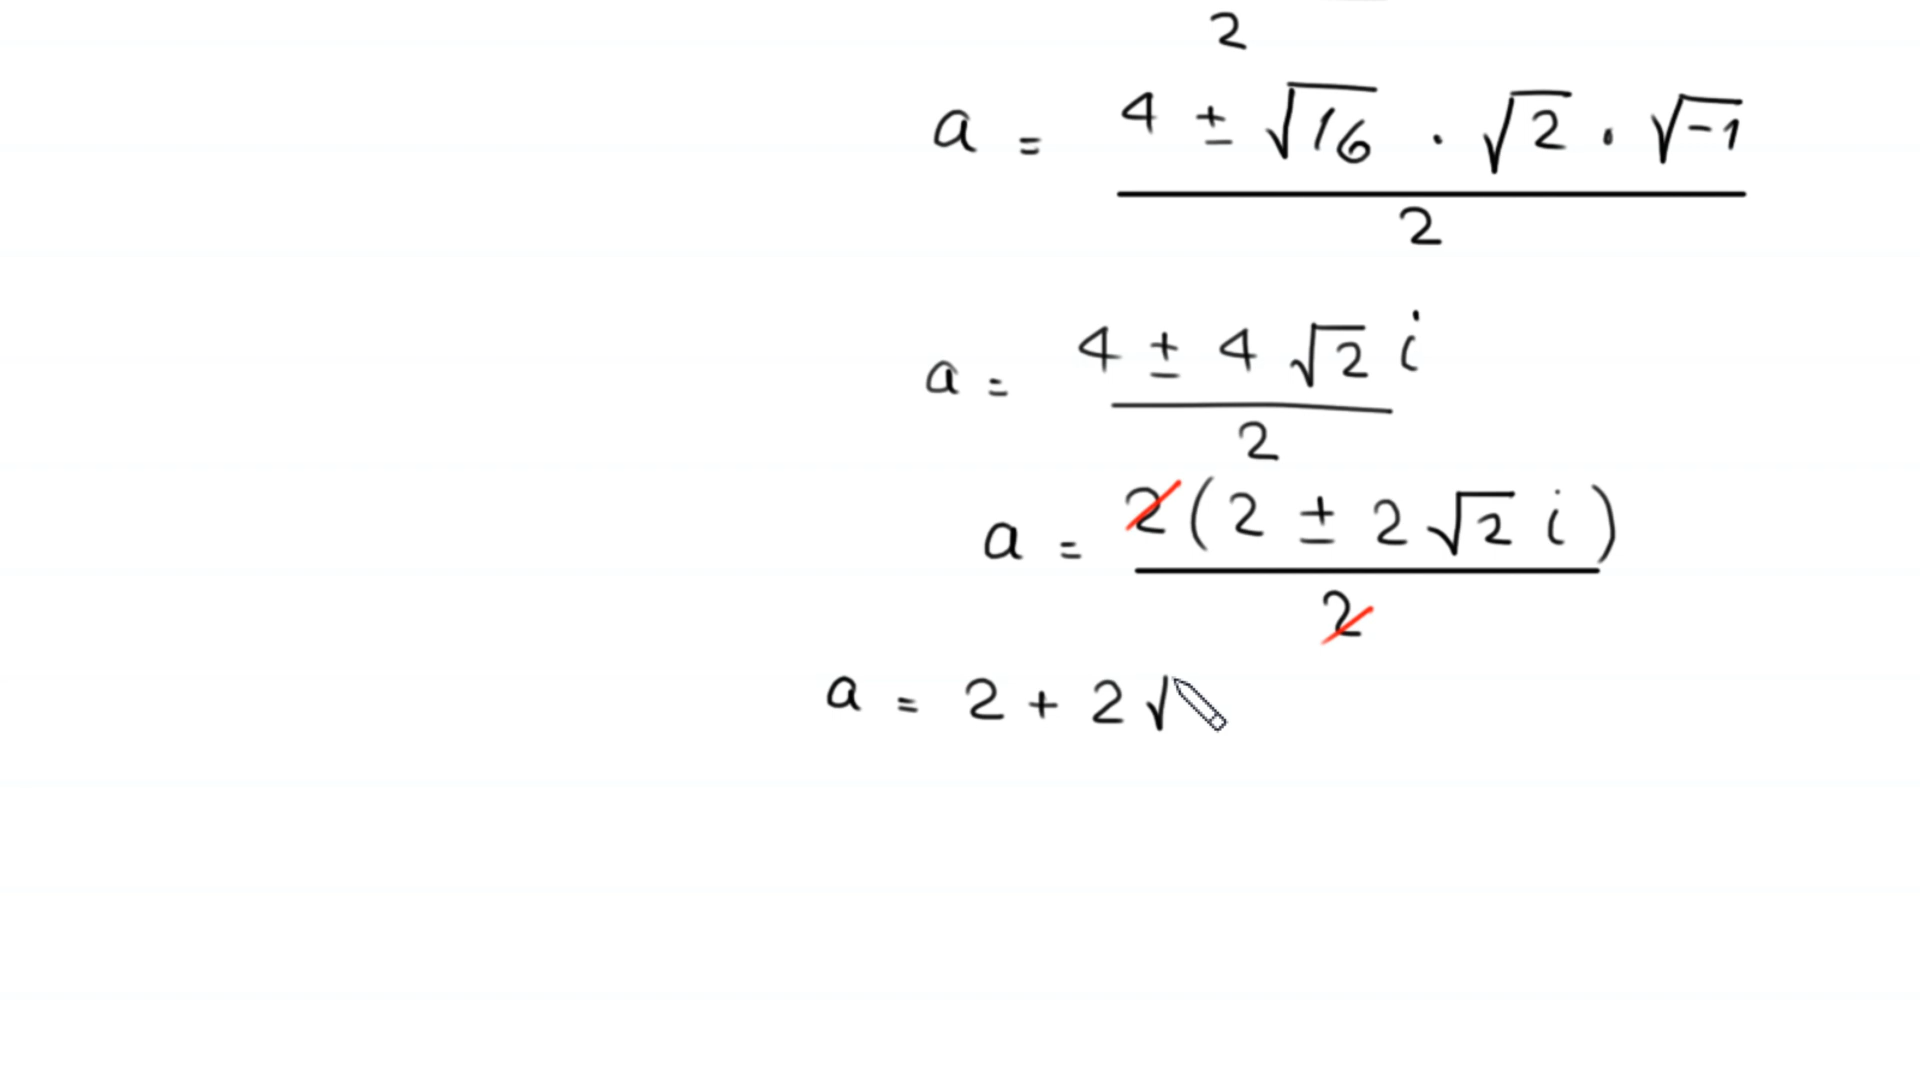 2
a = (4 ± √16 · √2 · √-1) / 2
a = (4 ± 4√2 i) / 2
a = 2(2 ± 2√2 i) / 2
a = 2 + 2√